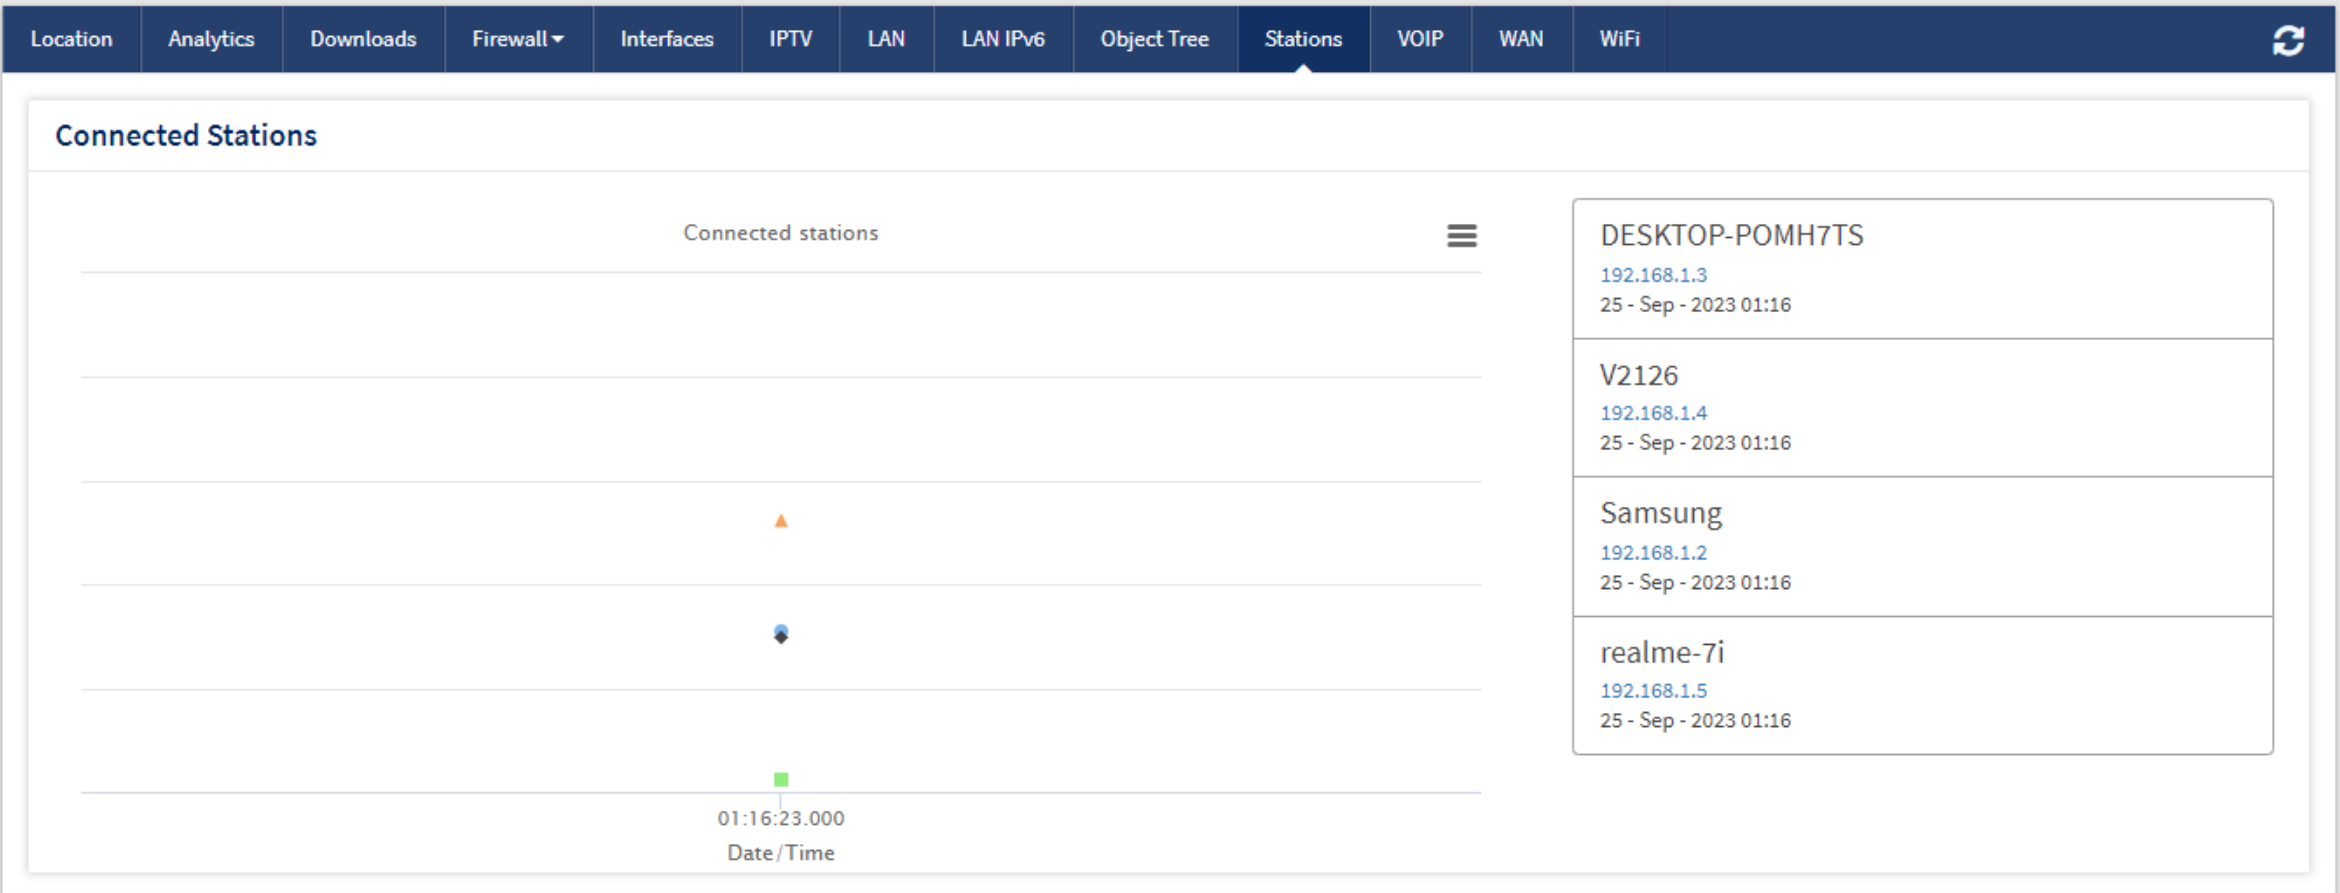 Location Analytics Downloads Firewall Interfaces IPTV LAN LAN IPv6 Object Tree Stations VOIP WAN WiFi
Connected Stations
Connected stations
01:16:23.000
Date/Time
DESKTOP-POMH7TS
192.168.1.3
25 - Sep - 2023 01:16
V2126
192.168.1.4
25 - Sep - 2023 01:16
Samsung
192.168.1.2
25 - Sep - 2023 01:16
realme-7i
192.168.1.5
25 - Sep - 2023 01:16